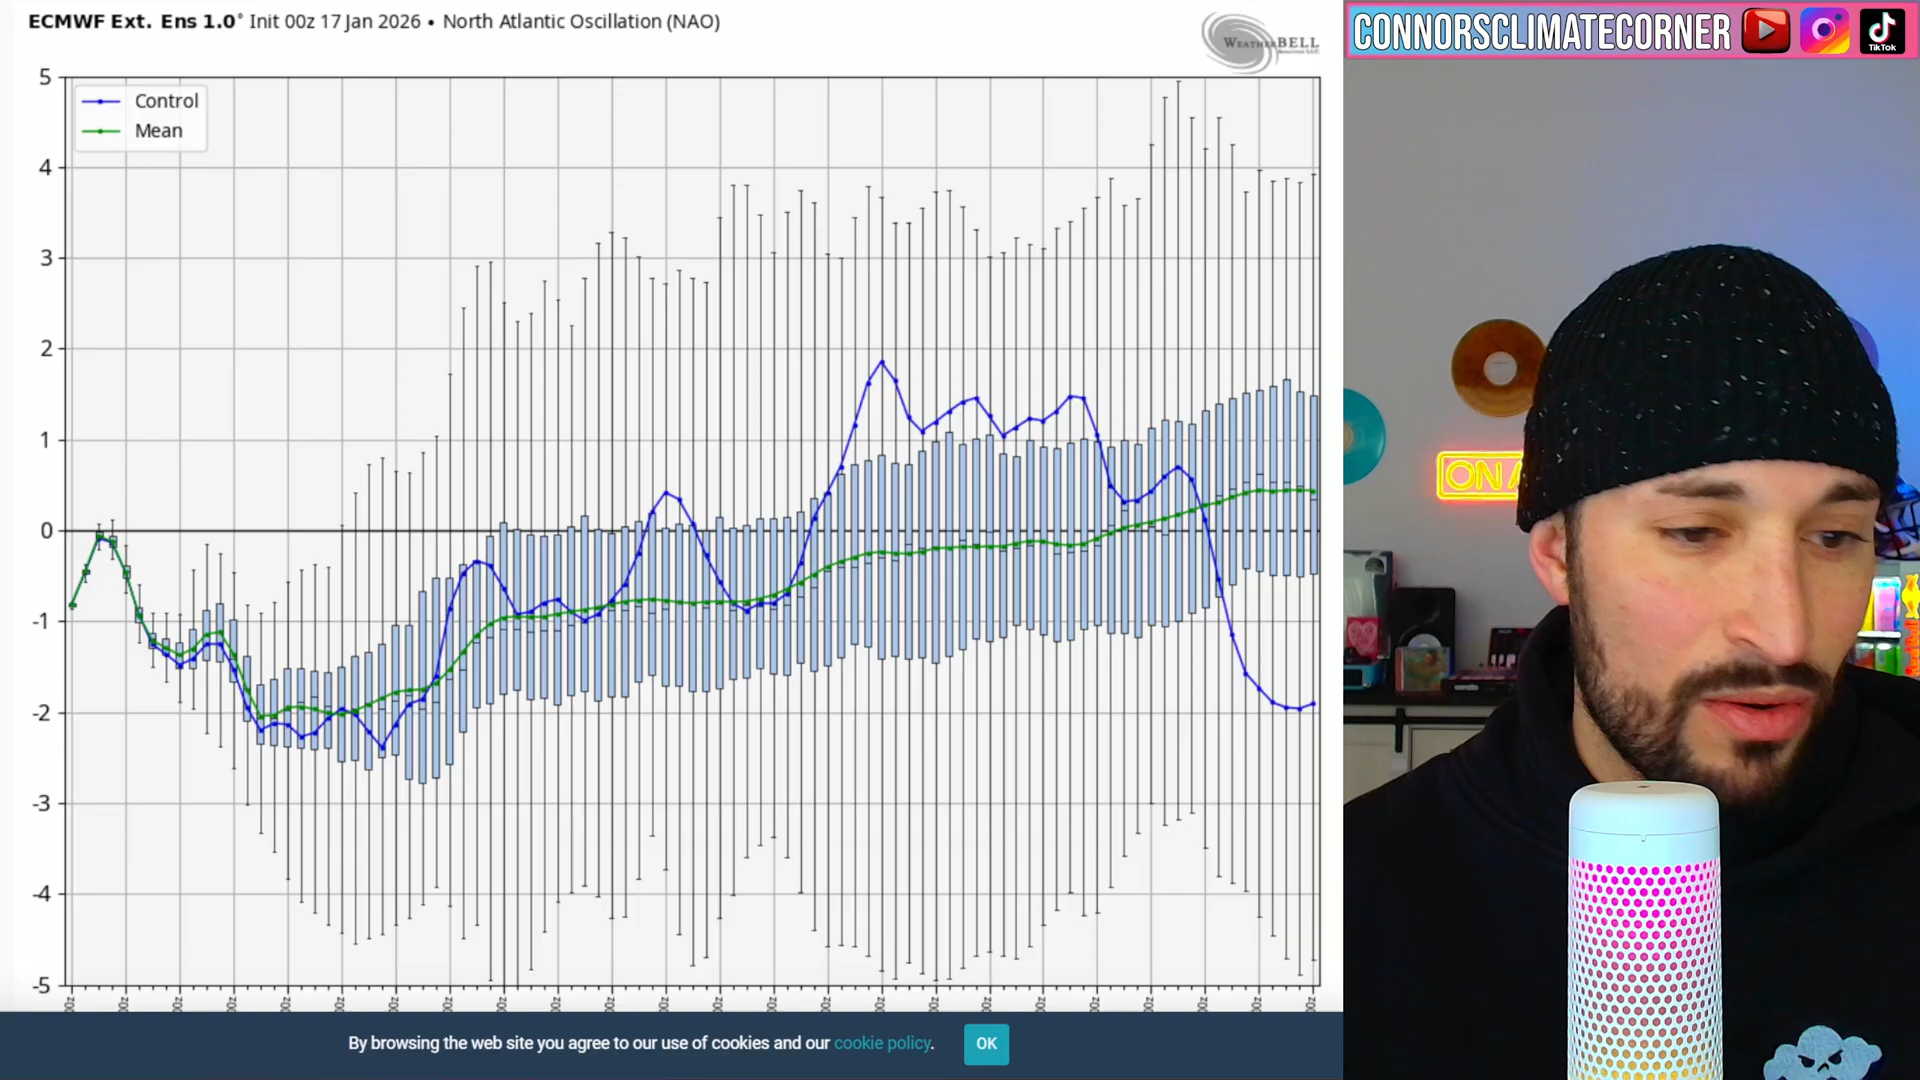 ECMWF Ext. Ens 1.0° Init 00z 17 Jan 2026 • North Atlantic Oscillation (NAO)
WEATHERBELL
CONNORSCLIMATECORNER
TikTok
Control
Mean
5
4
3
2
1
0
-1
-2
-3
-4
-5
ON
By browsing the web site you agree to our use of cookies and our cookie policy.
OK